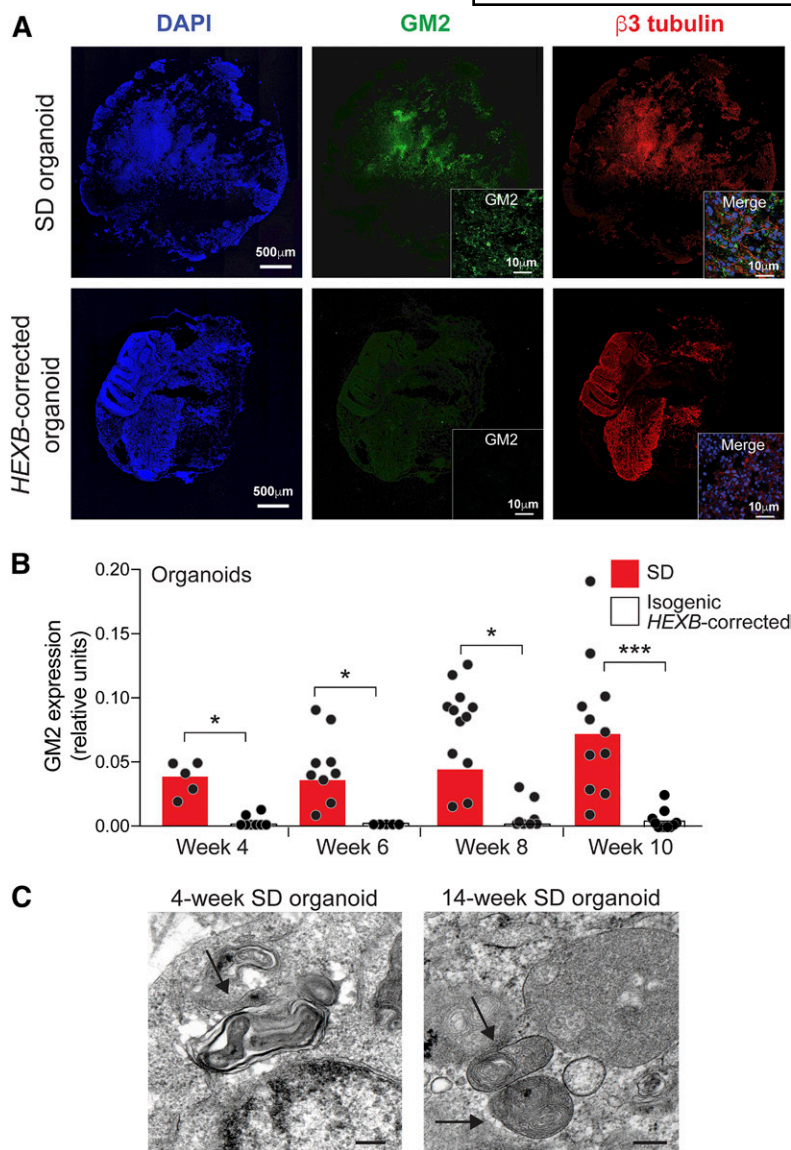 A
DAPI
GM2
β3 tubulin
SD organoid
500µm
GM2
10µm
Merge
10µm
HEXB-corrected
organoid
500µm
GM2
10µm
Merge
10µm
B
Organoids
SD
Isogenic
HEXB-corrected
GM2 expression
(relative units)
0.20
0.15
0.10
0.05
0.00
*
*
*
***
Week 4
Week 6
Week 8
Week 10
C
4-week SD organoid
14-week SD organoid